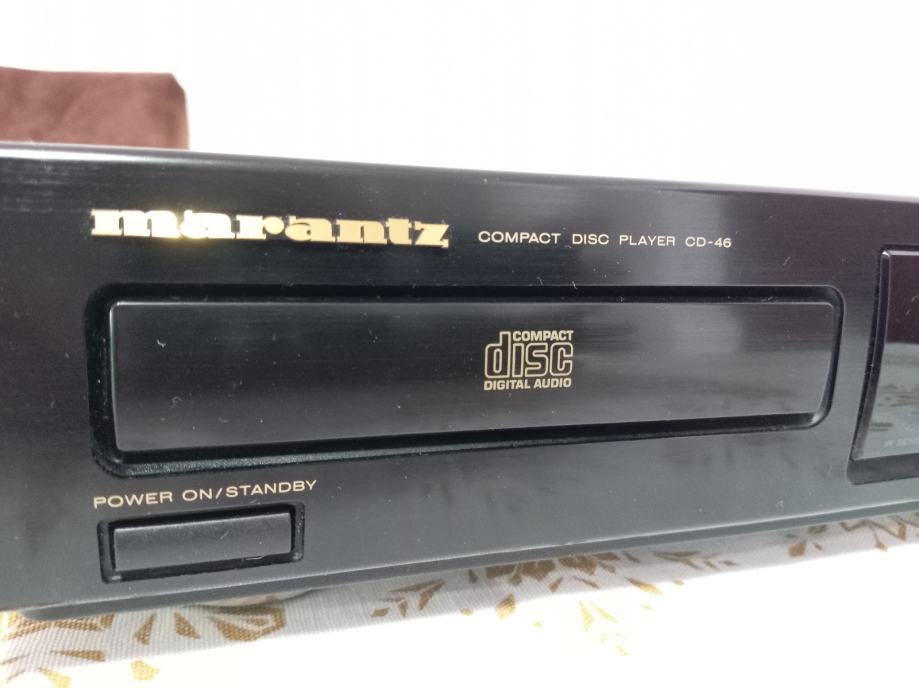 marantz COMPACT DISC PLAYER CD-46
COMPACT
disc
DIGITAL AUDIO
POWER ON/STANDBY